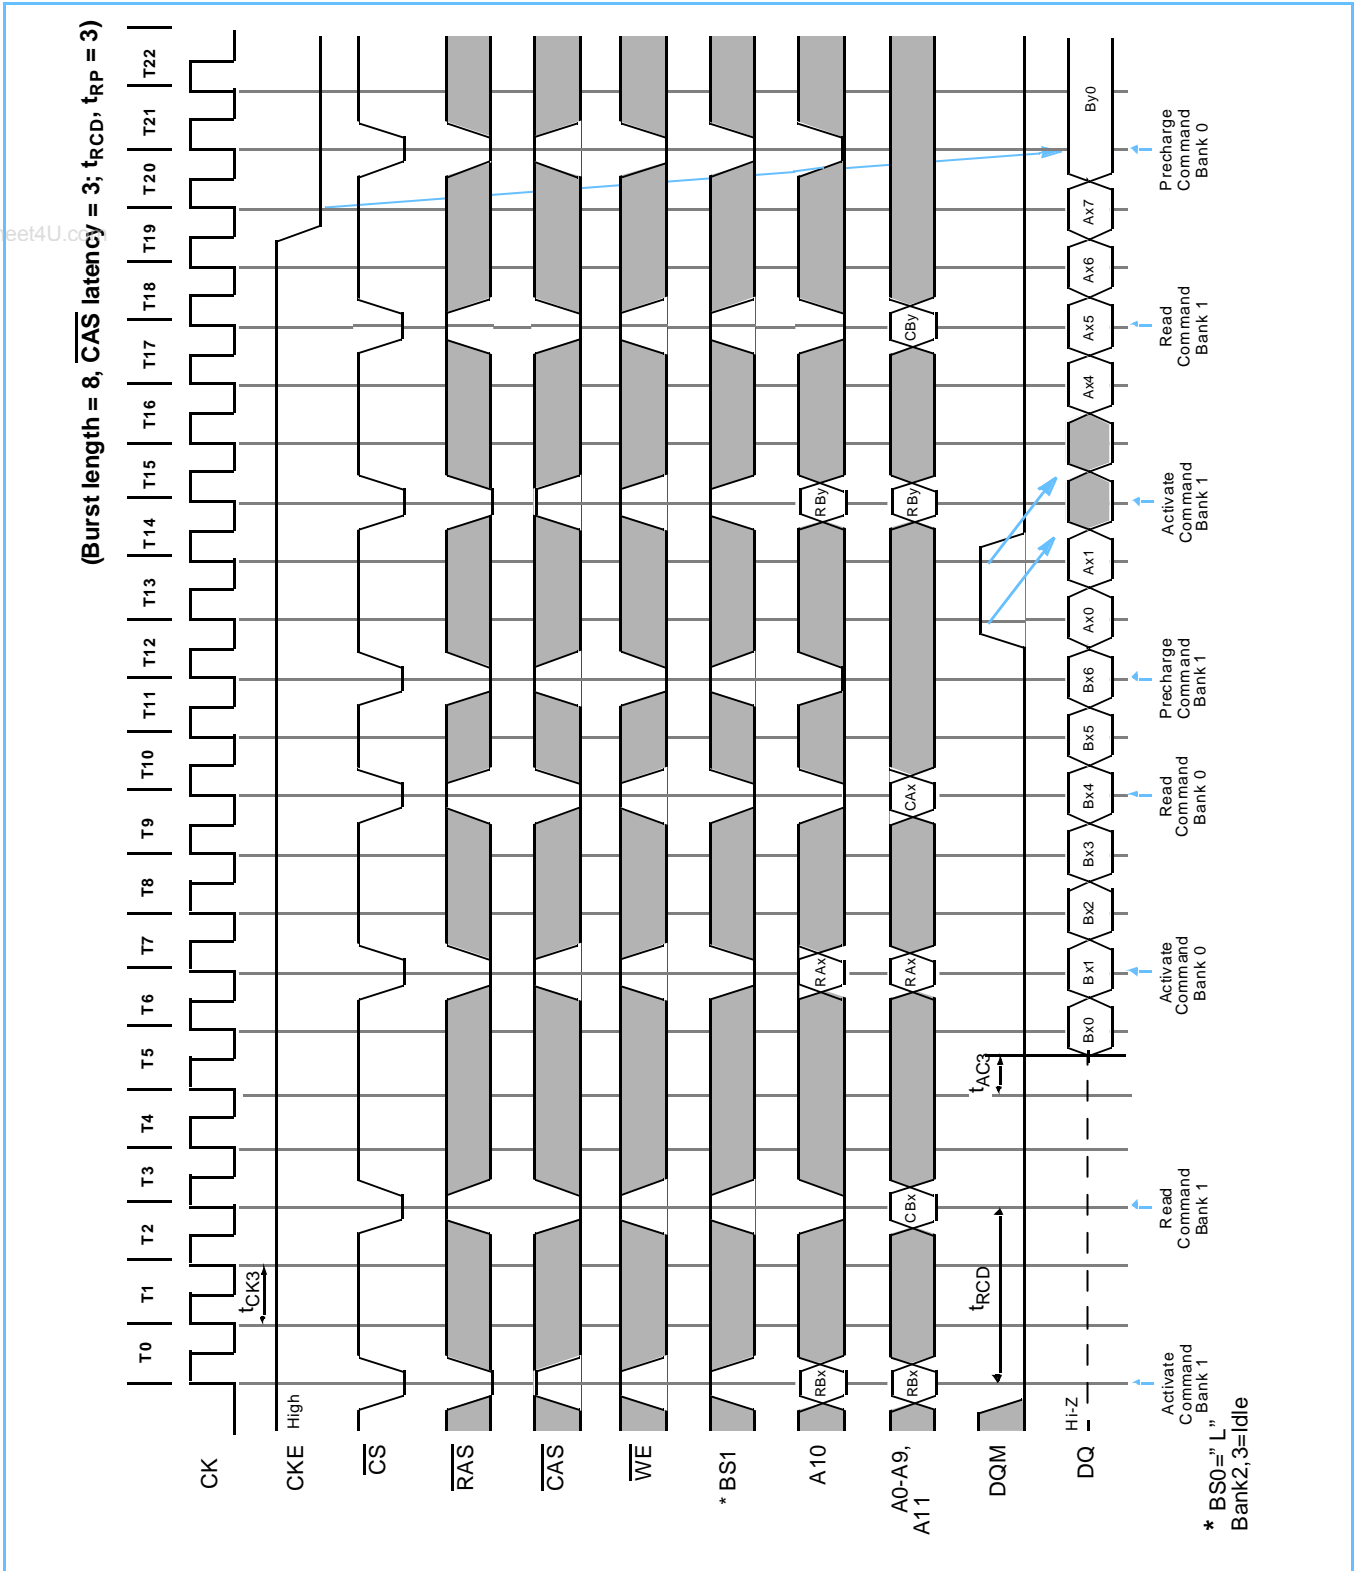 (Burst length = 8, CAS latency = 3; tRCD, tRP = 3)
T0 T1 T2 T3 T4 T5 T6 T7 T8 T9 T10 T11 T12 T13 T14 T15 T16 T17 T18 T19 T20 T21 T22
CK
tCK3
CKE
High
CS
RAS
CAS
WE
* BS1
A10
RBx RAx RBy
A0-A9,
A11
RBx CBx RAx CAx RBy CBy
DQM
tRCD
tAC3
DQ
Hi-Z
Bx0 Bx1 Bx2 Bx3 Bx4 Bx5 Bx6 Ax0 Ax1 Ax4 Ax5 Ax6 Ax7 By0
Activate
Command
Bank 1
Read
Command
Bank 1
Activate
Command
Bank 0
Read
Command
Bank 0
Precharge
Command
Bank 1
Activate
Command
Bank 1
Read
Command
Bank 1
Precharge
Command
Bank 0
* BS0=” L”
Bank2,3=Idle
eet4U.com